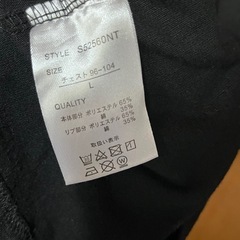 STYLE S52560NT
SIZE
チェスト 96-104
L
QUALITY
本体部分 ポリエステル 65%
綿 35%
リブ部分 ポリエステル 65%
綿 35%
取扱い表示